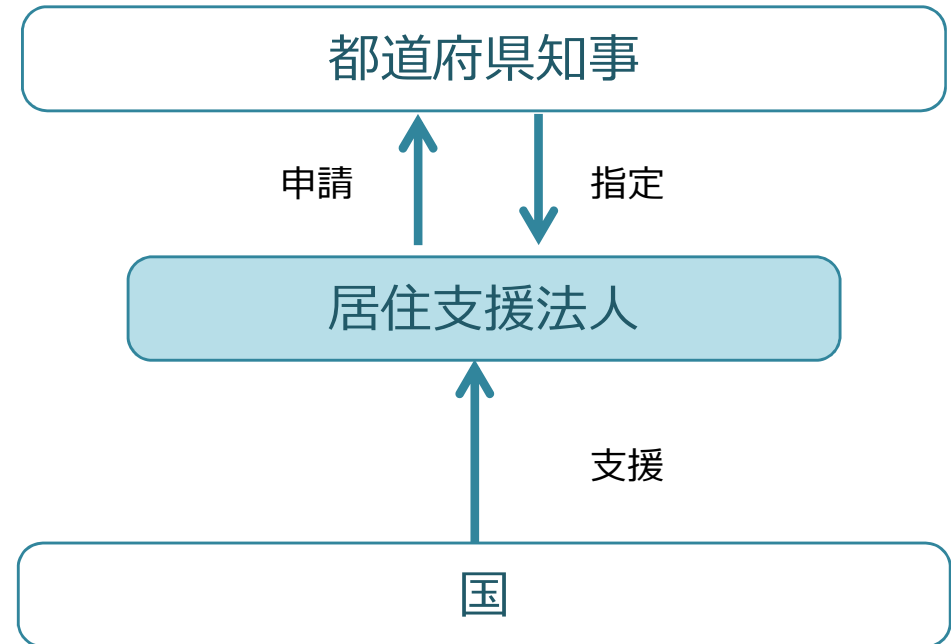 都道府県知事
申請
指定
居住支援法人
支援
国